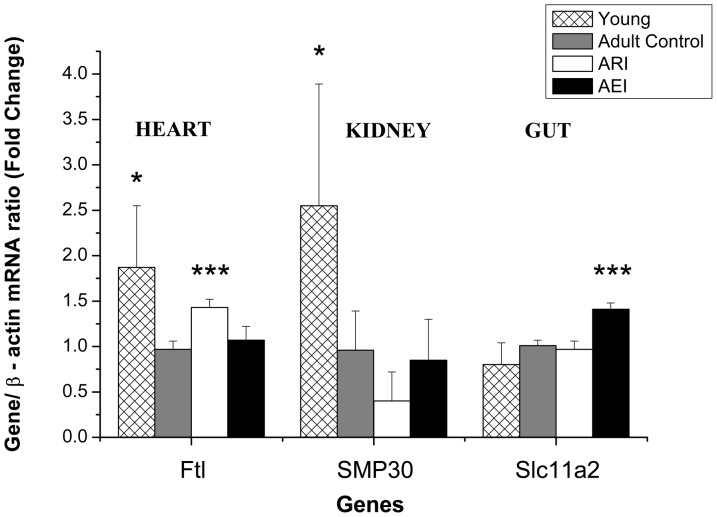 Young
Adult Control
ARI
AEI
Gene/ β - actin mRNA ratio (Fold Change)
4.0
3.5
3.0
2.5
2.0
1.5
1.0
0.5
0.0
HEART
KIDNEY
GUT
*
***
*
***
Ftl
SMP30
Slc11a2
Genes